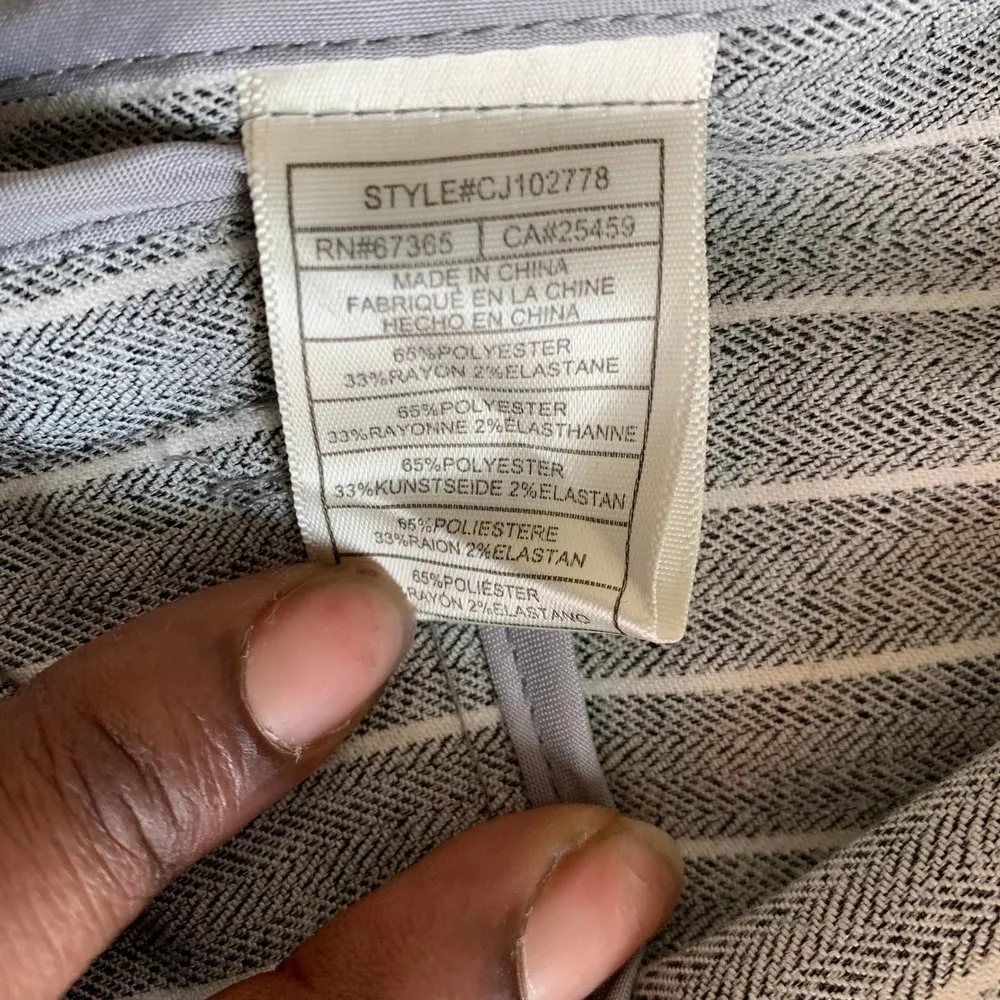 STYLE#CJ102778
RN#67365 | CA#25459
MADE IN CHINA
FABRIQUÉ EN LA CHINE
HECHO EN CHINA
65%POLYESTER
33%RAYON 2%ELASTANE
65%POLYESTER
33%RAYONNE 2%ELASTHANNE
65%POLYESTER
33%KUNSTSEIDE 2%ELASTAN
65%POLIESTERE
33%RAION 2%ELASTAN
65%POLIÉSTER
RAYON 2%ELASTANO